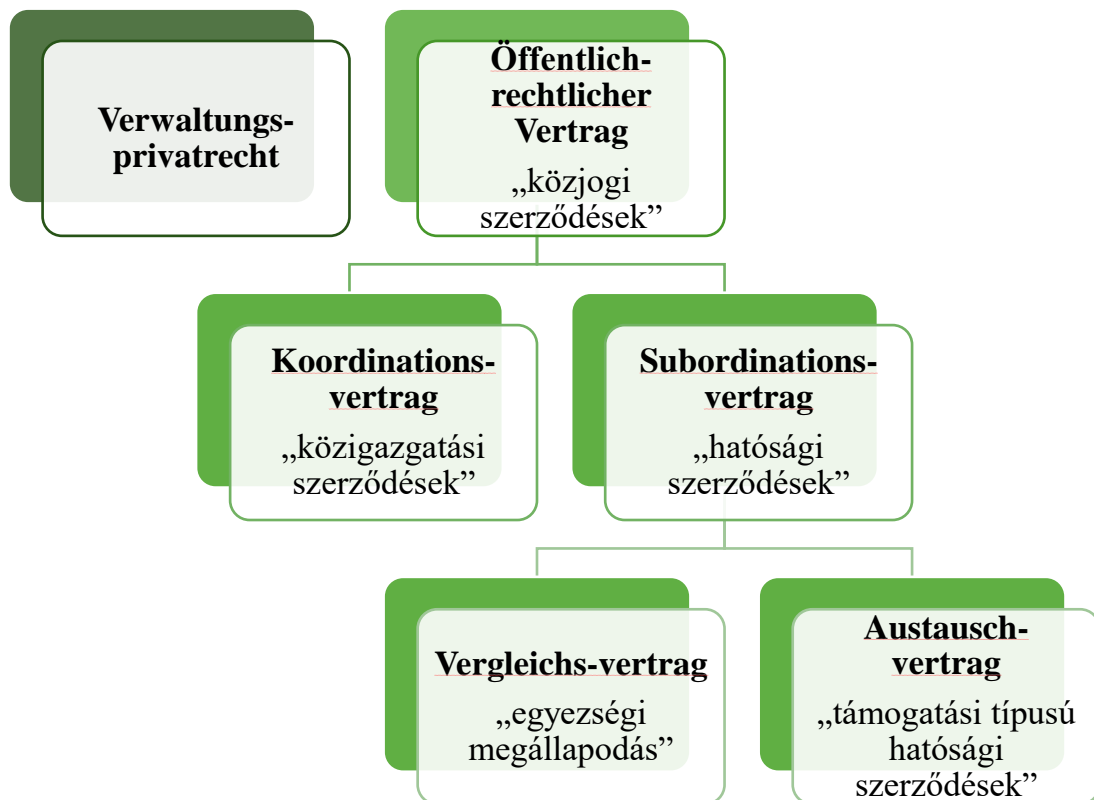 Verwaltungs-
privatrecht
Öffentlich-
rechtlicher
Vertrag
„közjogi
szerződések”
Koordinations-
vertrag
„közigazgatási
szerződések”
Subordinations-
vertrag
„hatósági
szerződések”
Vergleichs-vertrag
„egyezségi
megállapodás”
Austausch-
vertrag
„támogatási típusú
hatósági
szerződések”